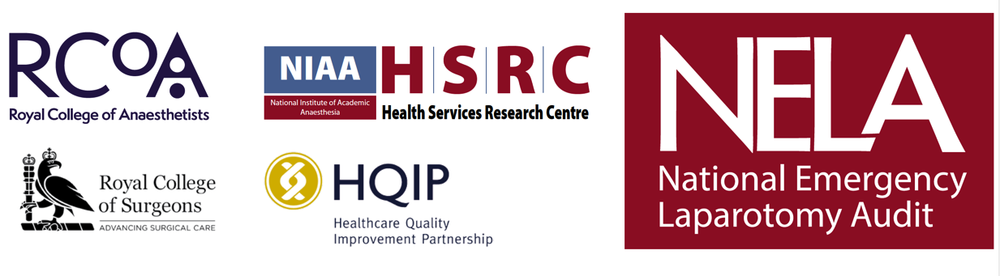 RCoA
Royal College of Anaesthetists
NIAA
National Institute of Academic
Anaesthesia
H|S|R|C
Health Services Research Centre
Royal College
of Surgeons
ADVANCING SURGICAL CARE
HQIP
Healthcare Quality
Improvement Partnership
NELA
National Emergency
Laparotomy Audit